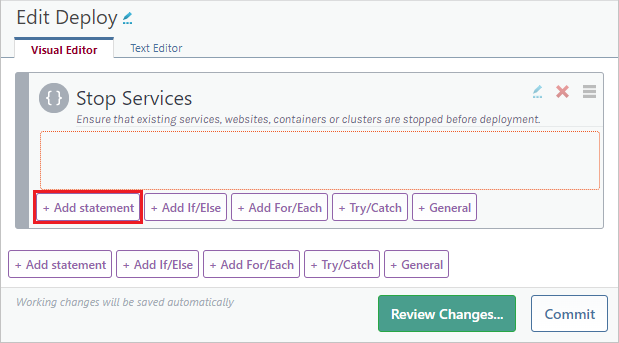 Edit Deploy
Visual Editor Text Editor
{ } Stop Services
Ensure that existing services, websites, containers or clusters are stopped before deployment.
+ Add statement + Add If/Else + Add For/Each + Try/Catch + General
+ Add statement + Add If/Else + Add For/Each + Try/Catch + General
Working changes will be saved automatically Review Changes... Commit